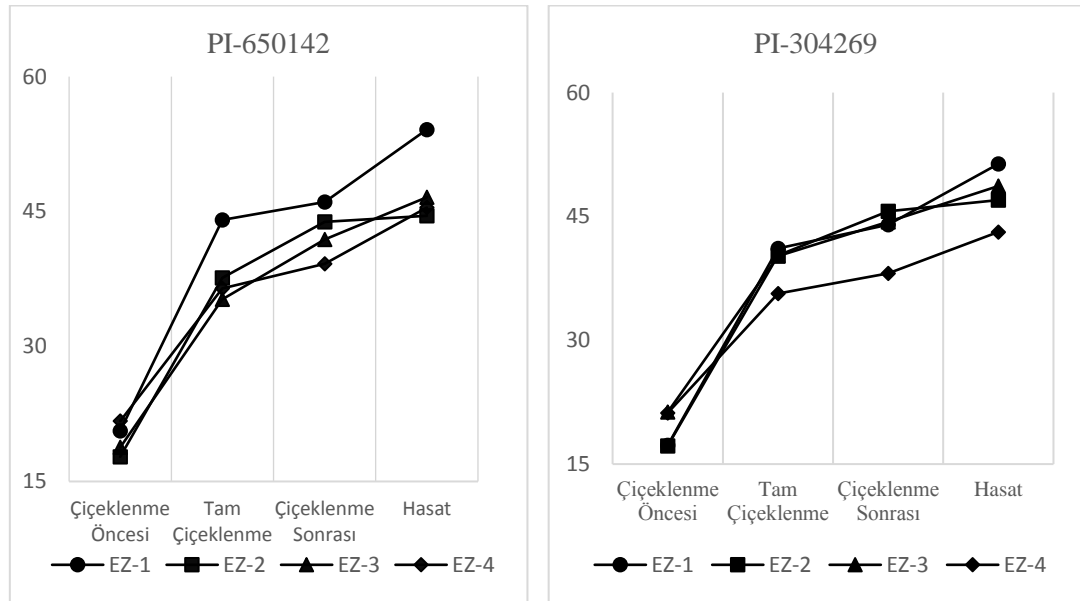 PI-650142
60
45
30
15
Çiçeklenme Öncesi
Tam Çiçeklenme
Çiçeklenme Sonrası
Hasat
EZ-1 EZ-2 EZ-3 EZ-4
PI-304269
60
45
30
15
Çiçeklenme Öncesi
Tam Çiçeklenme
Çiçeklenme Sonrası
Hasat
EZ-1 EZ-2 EZ-3 EZ-4